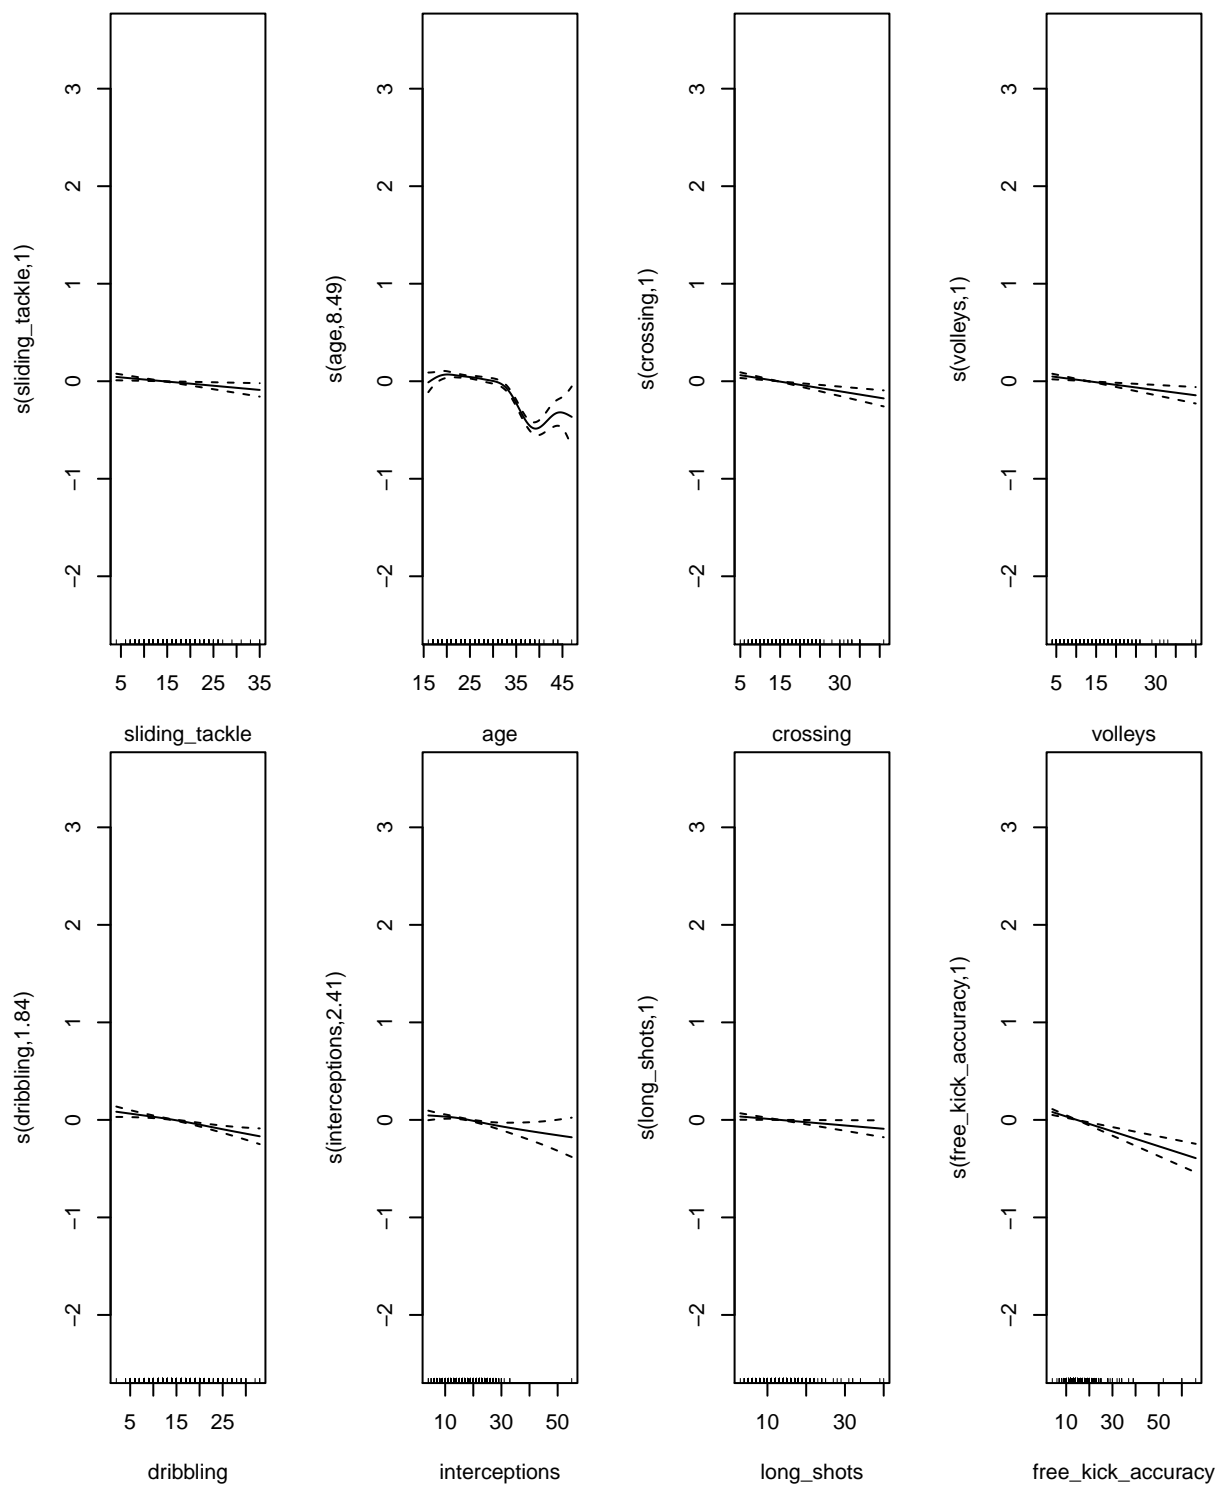 3
2
1
0
−1
−2
s(sliding_tackle,1)
5 15 25 35
sliding_tackle
3
2
1
0
−1
−2
s(age,8.49)
15 25 35 45
age
3
2
1
0
−1
−2
s(crossing,1)
5 15 30
crossing
3
2
1
0
−1
−2
s(volleys,1)
5 15 30
volleys
3
2
1
0
−1
−2
s(dribbling,1.84)
5 15 25
dribbling
3
2
1
0
−1
−2
s(interceptions,2.41)
10 30 50
interceptions
3
2
1
0
−1
−2
s(long_shots,1)
10 30
long_shots
3
2
1
0
−1
−2
s(free_kick_accuracy,1)
10 30 50
free_kick_accuracy